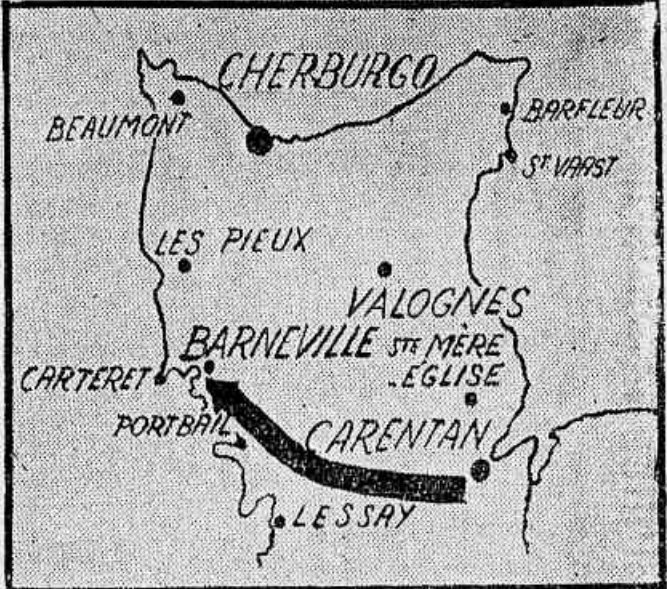 CHERBURGO
BEAUMONT
BARFLEUR
ST VAAST
LES PIEUX
VALOGNES
BARNEVILLE
STE MÈRE
-EGLISE
CARTERET
PORTBAIL
CARENTAN
LESSAY